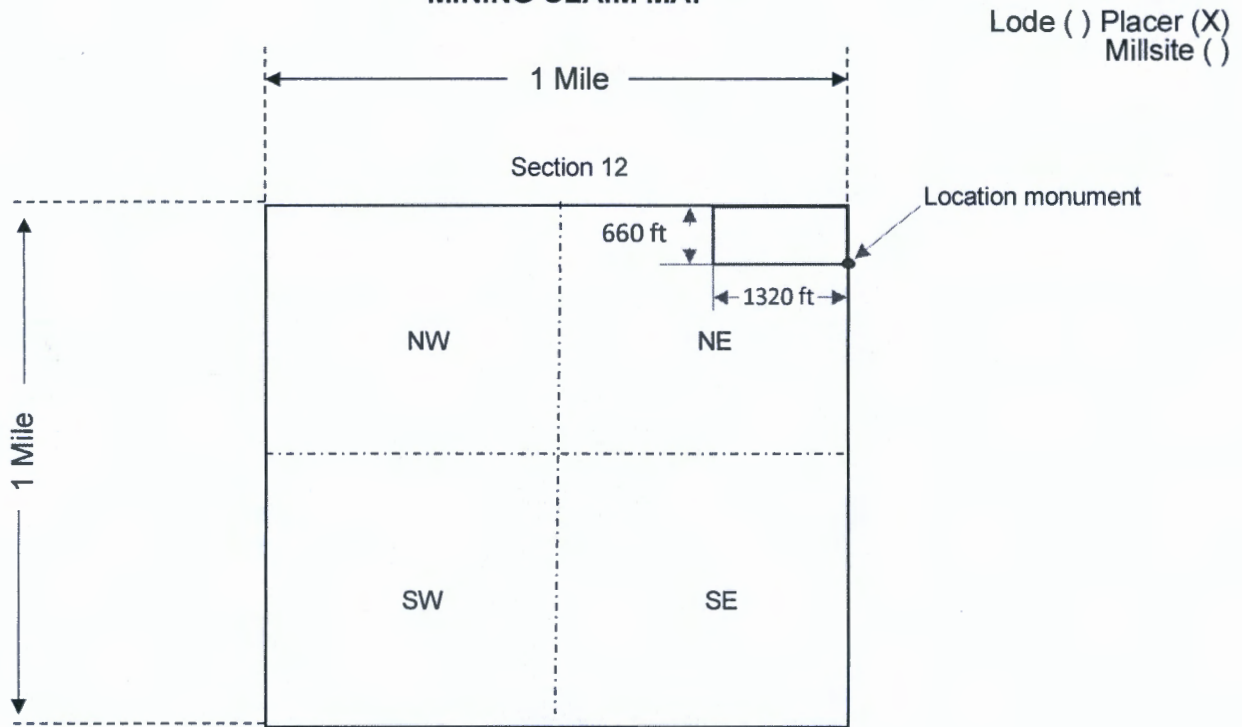 Lode ( ) Placer (X)
Millsite ( )
1 Mile
Section 12
Location monument
660 ft
1320 ft
NW
NE
1 Mile
SW
SE